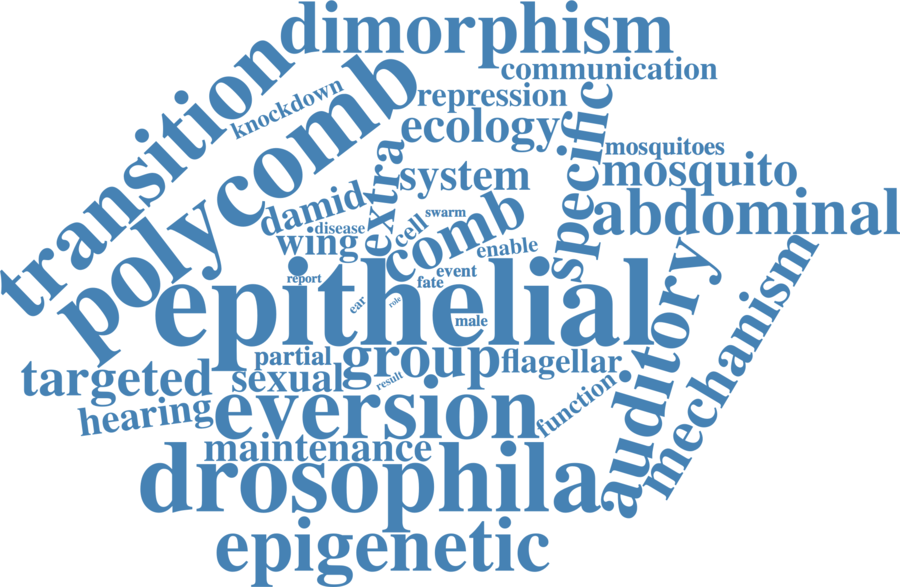 dimorphism
transition
communication
knockdown
polycomb
repression
ecology
specific
mosquitoes
mosquito
extra
system
damid
abdominal
swarm
disease
cell
comb
wing
enable
event
report
fate
epithelial
ear
role
male
auditory
mechanism
partial
group
flagellar
targeted
sexual
result
function
hearing
eversion
maintenance
drosophila
epigenetic